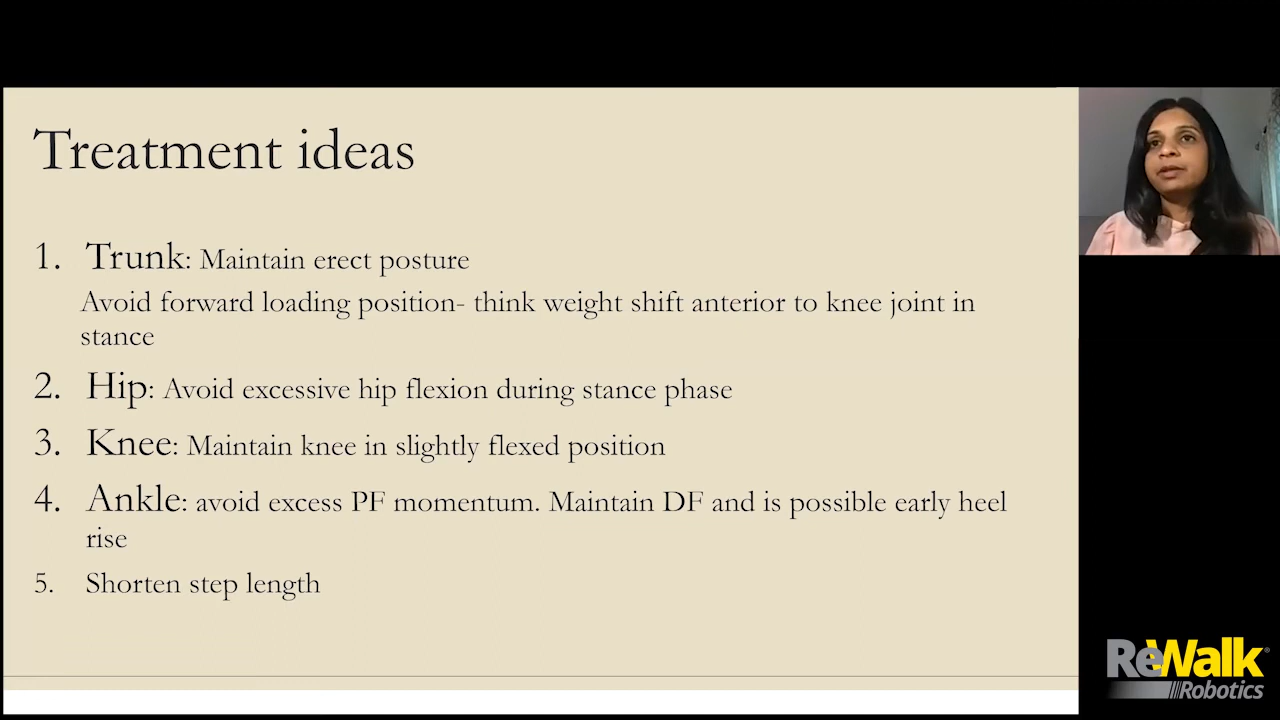 Treatment ideas
1. Trunk: Maintain erect posture
Avoid forward loading position- think weight shift anterior to knee joint in
stance
2. Hip: Avoid excessive hip flexion during stance phase
3. Knee: Maintain knee in slightly flexed position
4. Ankle: avoid excess PF momentum. Maintain DF and is possible early heel
rise
5. Shorten step length
ReWalk®
Robotics